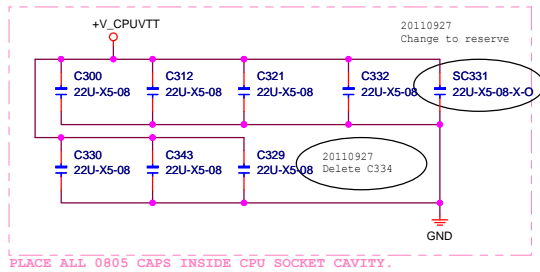 +V_CPUVTT
20110927
Change to reserve
C300
22U-X5-08
C312
22U-X5-08
C321
22U-X5-08
C332
22U-X5-08
SC331
22U-X5-08-X-O
C330
22U-X5-08
C343
22U-X5-08
C329
22U-X5-08
20110927
Delete C334
GND
PLACE ALL 0805 CAPS INSIDE CPU SOCKET CAVITY.